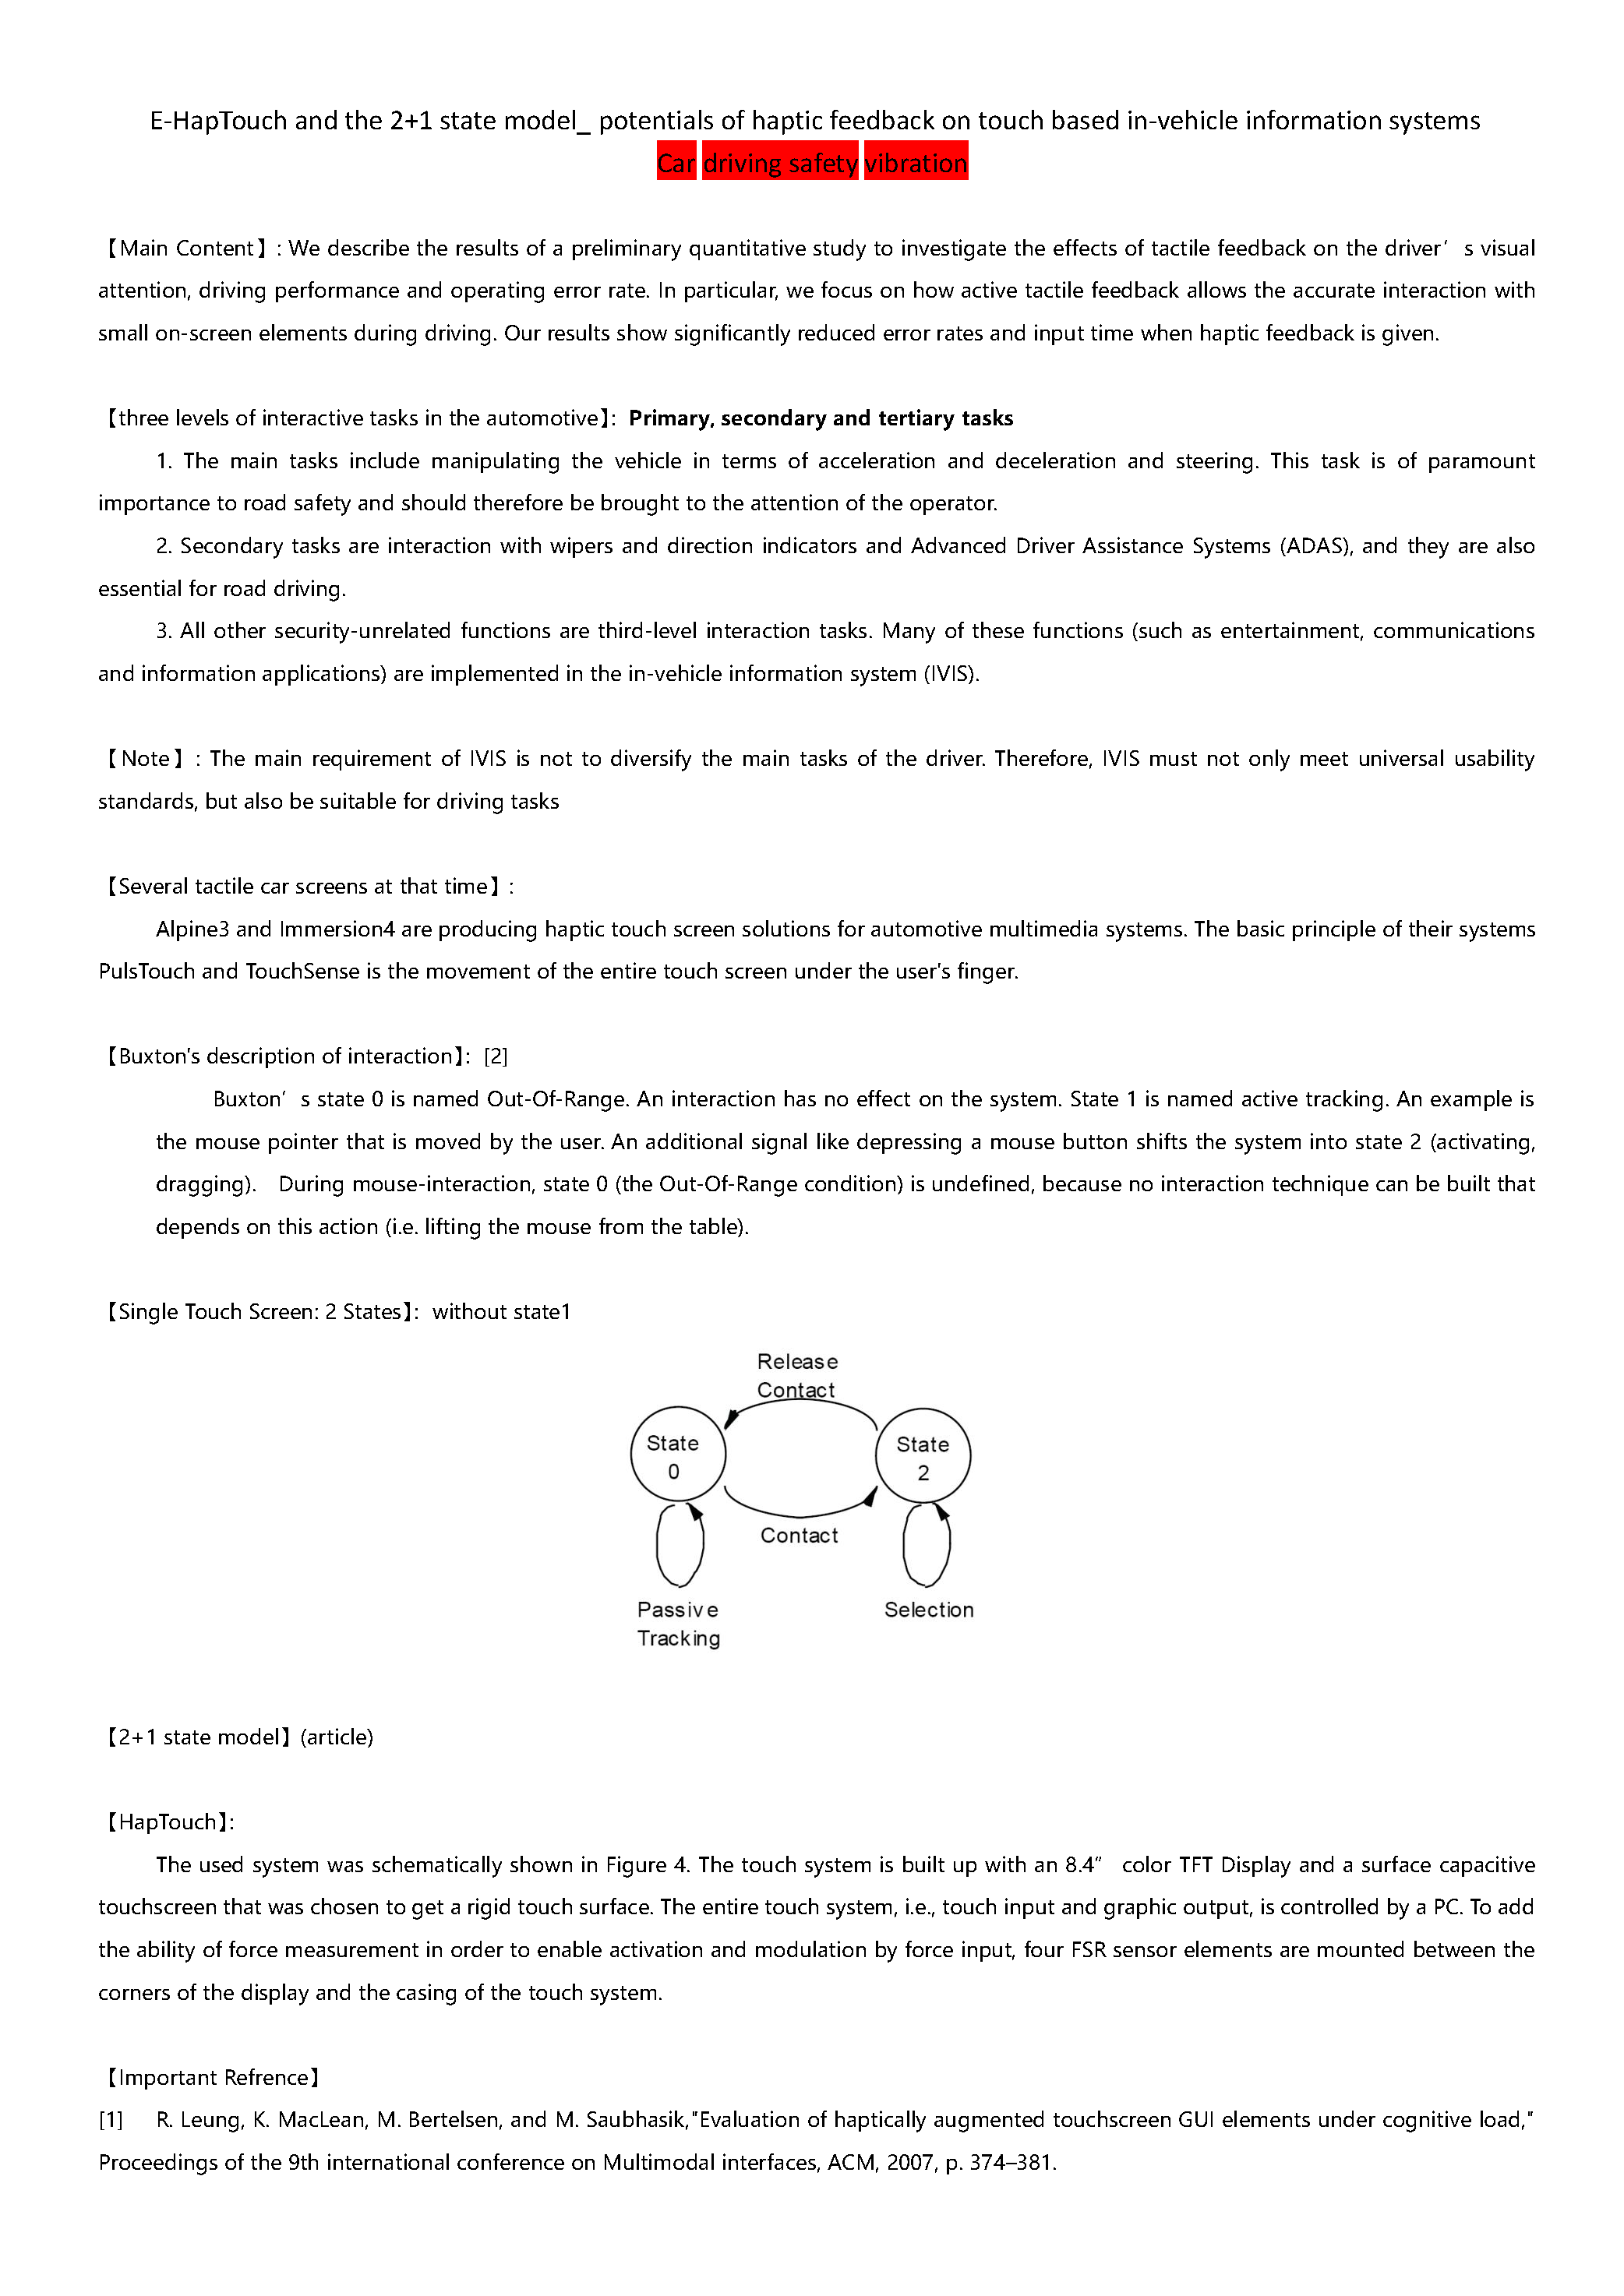 E-HapTouch and the 2+1 state model_ potentials of haptic feedback on touch based in-vehicle information systems
Car driving safety vibration
【Main Content】: We describe the results of a preliminary quantitative study to investigate the effects of tactile feedback on the driver’s visual
attention, driving performance and operating error rate. In particular, we focus on how active tactile feedback allows the accurate interaction with
small on-screen elements during driving. Our results show significantly reduced error rates and input time when haptic feedback is given.
【three levels of interactive tasks in the automotive】: Primary, secondary and tertiary tasks
1. The main tasks include manipulating the vehicle in terms of acceleration and deceleration and steering. This task is of paramount
importance to road safety and should therefore be brought to the attention of the operator.
2. Secondary tasks are interaction with wipers and direction indicators and Advanced Driver Assistance Systems (ADAS), and they are also
essential for road driving.
3. All other security-unrelated functions are third-level interaction tasks. Many of these functions (such as entertainment, communications
and information applications) are implemented in the in-vehicle information system (IVIS).
【Note】: The main requirement of IVIS is not to diversify the main tasks of the driver. Therefore, IVIS must not only meet universal usability
standards, but also be suitable for driving tasks
【Several tactile car screens at that time】:
Alpine3 and Immersion4 are producing haptic touch screen solutions for automotive multimedia systems. The basic principle of their systems
PulsTouch and TouchSense is the movement of the entire touch screen under the user's finger.
【Buxton's description of interaction】: [2]
Buxton’s state 0 is named Out-Of-Range. An interaction has no effect on the system. State 1 is named active tracking. An example is
the mouse pointer that is moved by the user. An additional signal like depressing a mouse button shifts the system into state 2 (activating,
dragging). During mouse-interaction, state 0 (the Out-Of-Range condition) is undefined, because no interaction technique can be built that
depends on this action (i.e. lifting the mouse from the table).
【Single Touch Screen: 2 States】: without state1
Release
Contact
State
0
State
2
Contact
Passive
Tracking
Selection
【2+1 state model】(article)
【HapTouch】:
The used system was schematically shown in Figure 4. The touch system is built up with an 8.4” color TFT Display and a surface capacitive
touchscreen that was chosen to get a rigid touch surface. The entire touch system, i.e., touch input and graphic output, is controlled by a PC. To add
the ability of force measurement in order to enable activation and modulation by force input, four FSR sensor elements are mounted between the
corners of the display and the casing of the touch system.
【Important Refrence】
[1] R. Leung, K. MacLean, M. Bertelsen, and M. Saubhasik,"Evaluation of haptically augmented touchscreen GUI elements under cognitive load,"
Proceedings of the 9th international conference on Multimodal interfaces, ACM, 2007, p. 374–381.